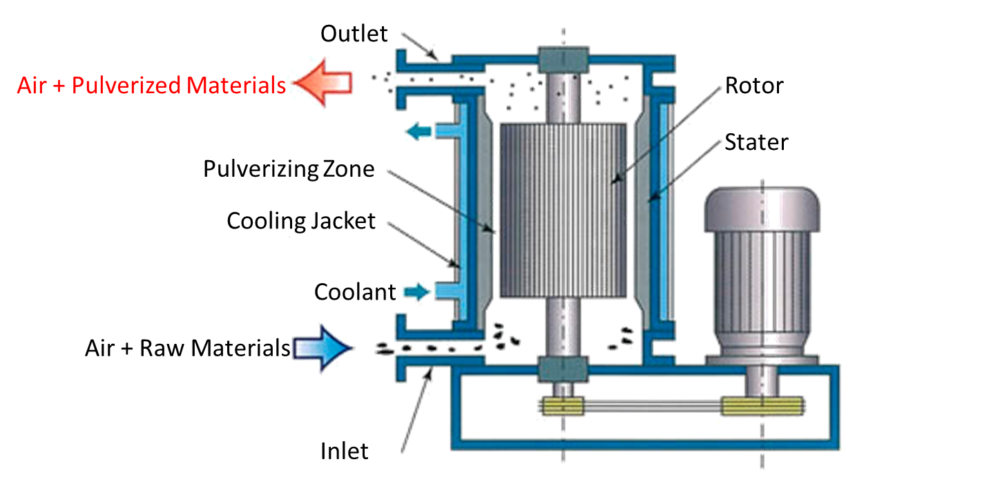 Outlet
Air + Pulverized Materials
Rotor
Stater
Pulverizing Zone
Cooling Jacket
Coolant
Air + Raw Materials
Inlet